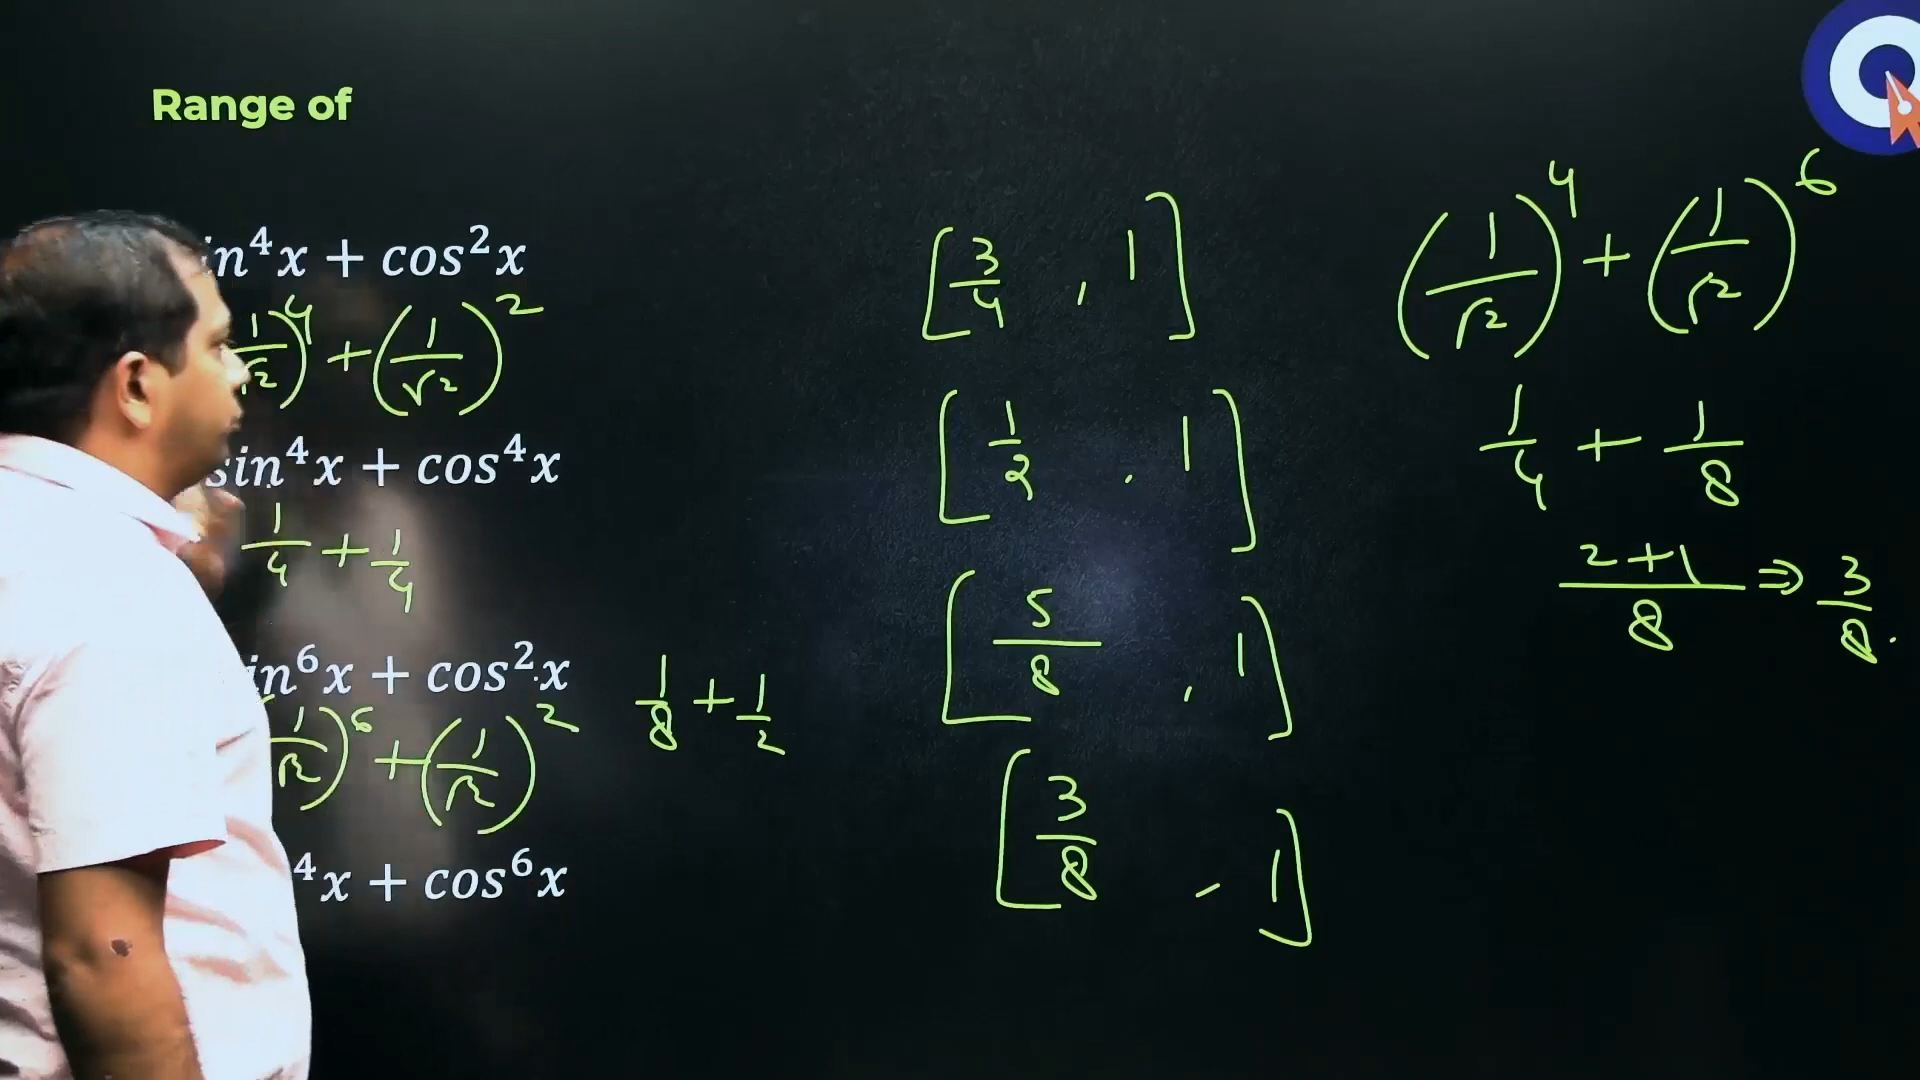 Range of
in⁴x + cos²x
[3/4 , 1]
(1/√2)⁴ + (1/√2)⁶
1/√2)⁴ + (1/√2)²
sin⁴x + cos⁴x
[1/2 , 1]
1/4 + 1/8
1/4 + 1/4
2+1/8 ⇒ 3/8.
in⁶x + cos²x
1/8 + 1/2
[5/8 , 1]
1/√2)⁶ + (1/√2)²
⁴x + cos⁶x
[3/8 , 1]